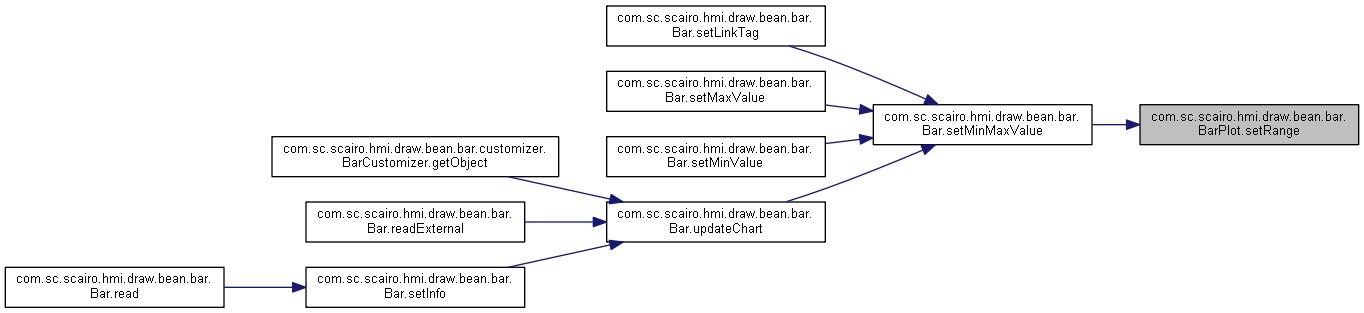 com.sc.scairo.hmi.draw.bean.bar.
Bar.setLinkTag
com.sc.scairo.hmi.draw.bean.bar.
Bar.setMaxValue
com.sc.scairo.hmi.draw.bean.bar.
Bar.setMinMaxValue
com.sc.scairo.hmi.draw.bean.bar.
BarPlot.setRange
com.sc.scairo.hmi.draw.bean.bar.
Bar.setMinValue
com.sc.scairo.hmi.draw.bean.bar.customizer.
BarCustomizer.getObject
com.sc.scairo.hmi.draw.bean.bar.
Bar.readExternal
com.sc.scairo.hmi.draw.bean.bar.
Bar.updateChart
com.sc.scairo.hmi.draw.bean.bar.
Bar.read
com.sc.scairo.hmi.draw.bean.bar.
Bar.setInfo